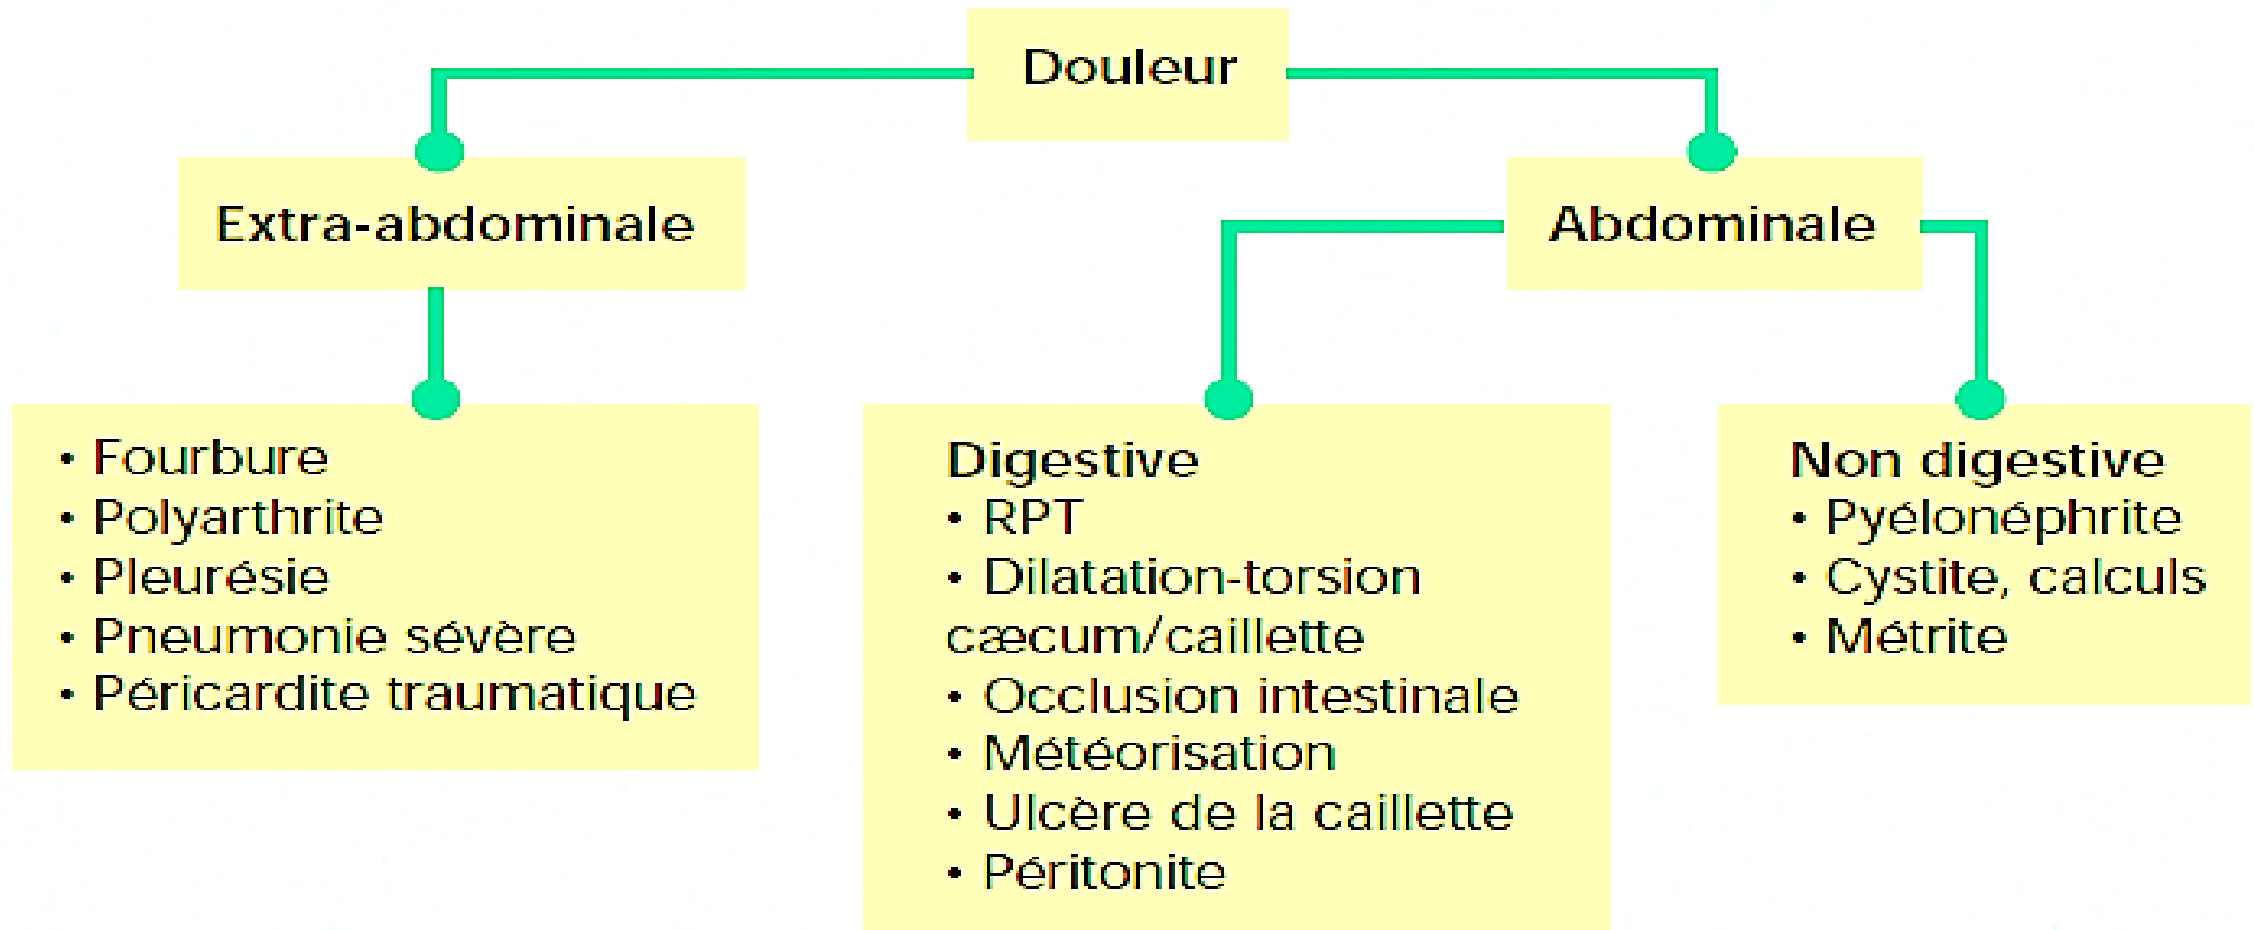 Douleur
Extra-abdominale
Abdominale
• Fourbure
• Polyarthrite
• Pleurésie
• Pneumonie sévère
• Péricardite traumatique
Digestive
• RPT
• Dilatation-torsion
cæcum/caillette
• Occlusion intestinale
• Météorisation
• Ulcère de la caillette
• Péritonite
Non digestive
• Pyélonéphrite
• Cystite, calculs
• Métrite